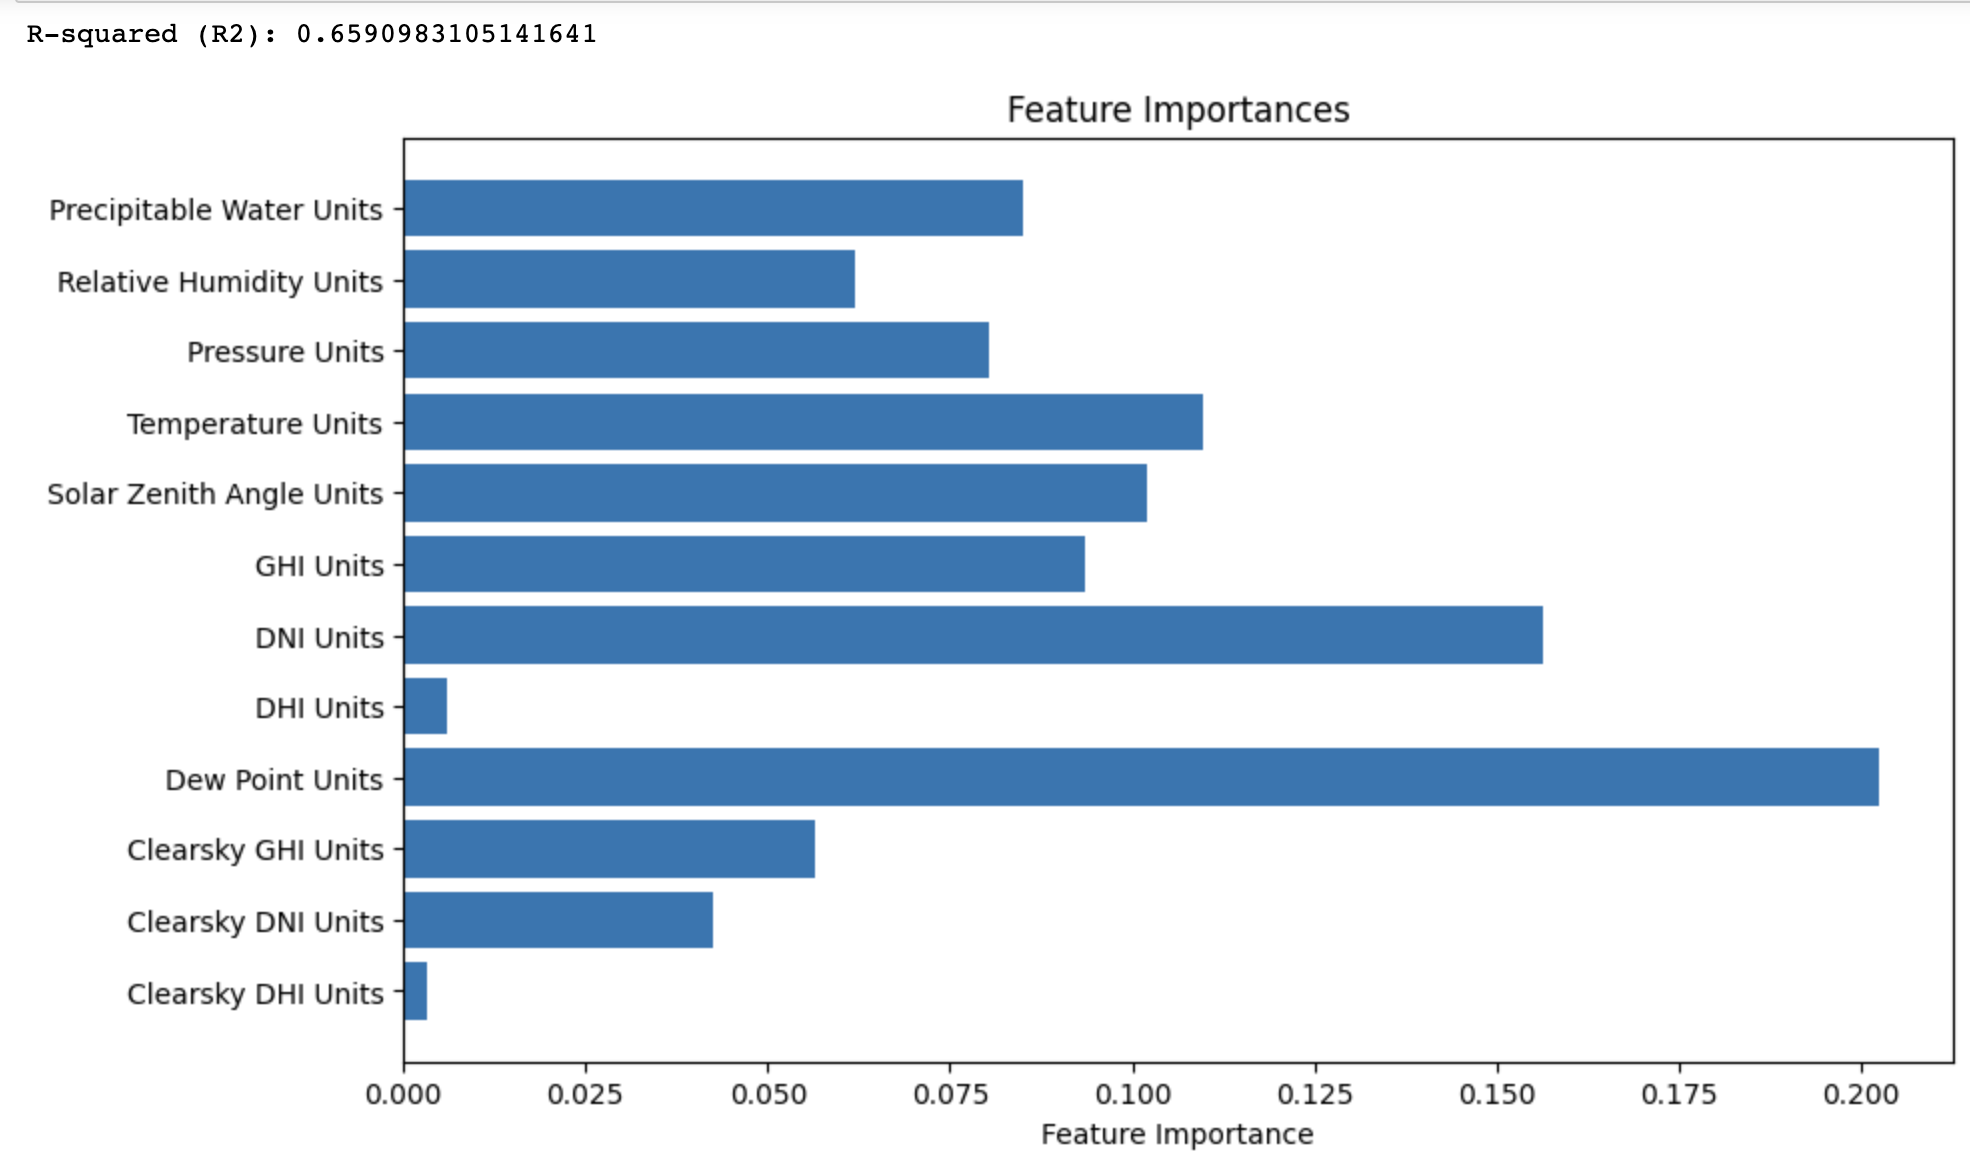 R-squared (R2): 0.6590983105141641
Feature Importances
Precipitable Water Units
Relative Humidity Units
Pressure Units
Temperature Units
Solar Zenith Angle Units
GHI Units
DNI Units
DHI Units
Dew Point Units
Clearsky GHI Units
Clearsky DNI Units
Clearsky DHI Units
0.000 0.025 0.050 0.075 0.100 0.125 0.150 0.175 0.200
Feature Importance